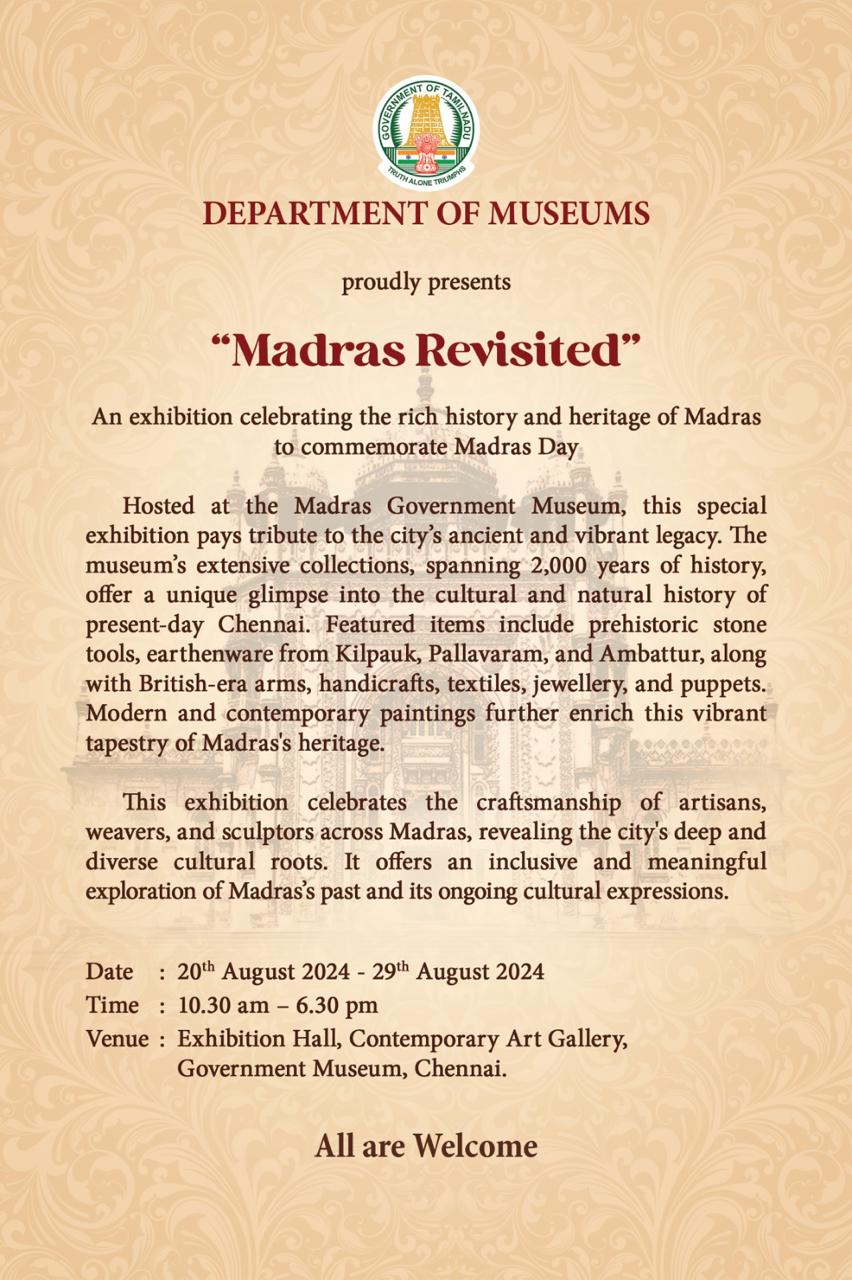 GOVERNMENT OF TAMILNADU
TRUTH ALONE TRIUMPHS
DEPARTMENT OF MUSEUMS
proudly presents
“Madras Revisited”
An exhibition celebrating the rich history and heritage of Madras
to commemorate Madras Day
Hosted at the Madras Government Museum, this special
exhibition pays tribute to the city’s ancient and vibrant legacy. The
museum’s extensive collections, spanning 2,000 years of history,
offer a unique glimpse into the cultural and natural history of
present-day Chennai. Featured items include prehistoric stone
tools, earthenware from Kilpauk, Pallavaram, and Ambattur, along
with British-era arms, handicrafts, textiles, jewellery, and puppets.
Modern and contemporary paintings further enrich this vibrant
tapestry of Madras's heritage.
This exhibition celebrates the craftsmanship of artisans,
weavers, and sculptors across Madras, revealing the city's deep and
diverse cultural roots. It offers an inclusive and meaningful
exploration of Madras’s past and its ongoing cultural expressions.
Date : 20th August 2024 - 29th August 2024
Time : 10.30 am – 6.30 pm
Venue : Exhibition Hall, Contemporary Art Gallery,
Government Museum, Chennai.
All are Welcome